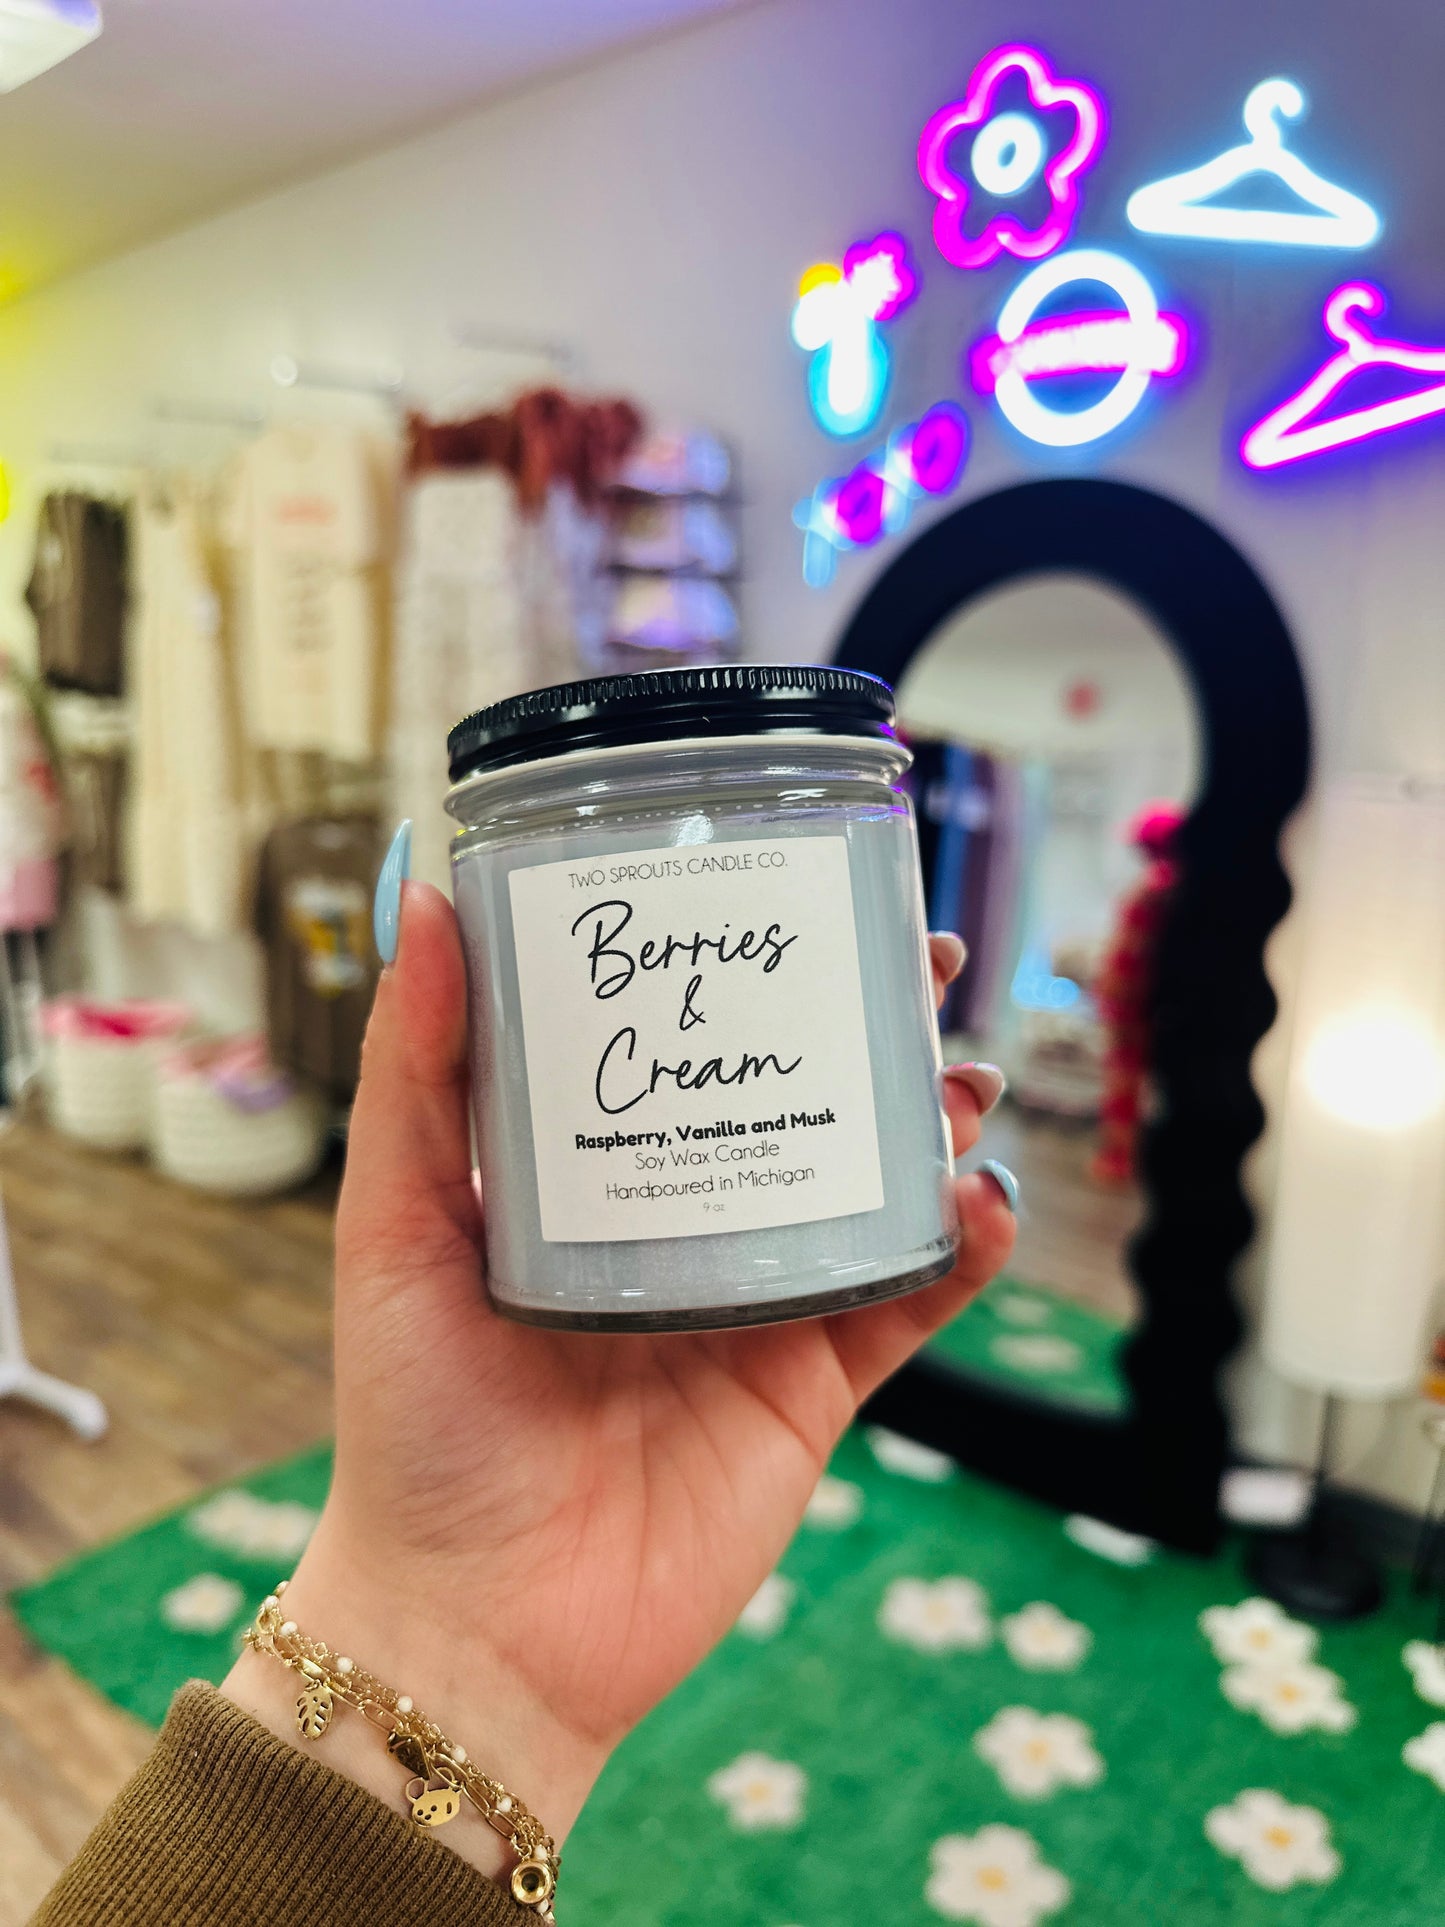 TWO SPROUTS CANDLE CO.
Berries
&
Cream
Raspberry, Vanilla and Musk
Soy Wax Candle
Handpoured in Michigan
9 oz